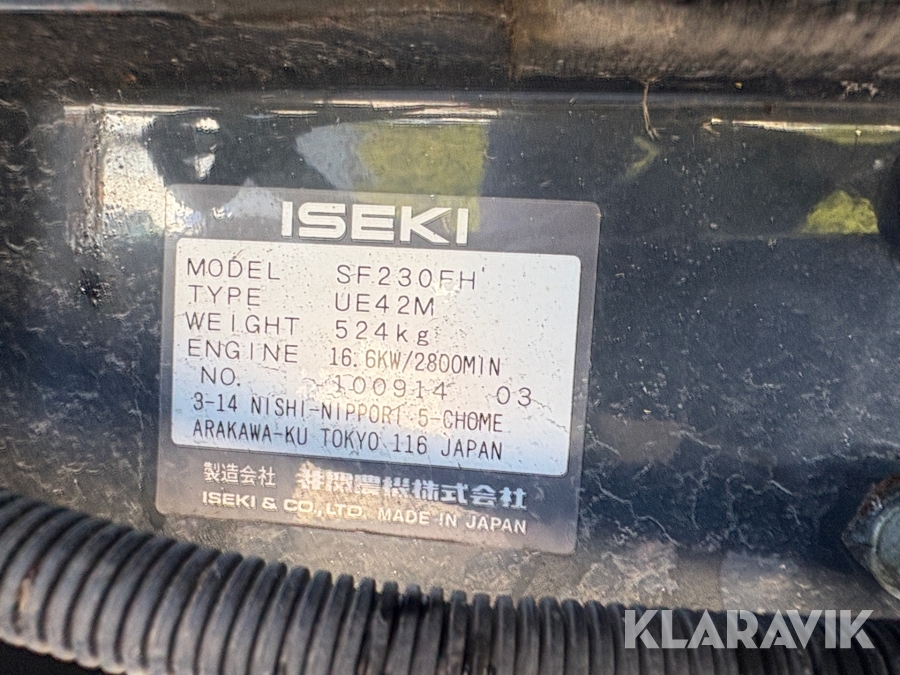 ISEKI
MODEL SF230FH
TYPE UE42M
WEIGHT 524kg
ENGINE 16.6KW/2800MIN
NO. 100914 03
3-14 NISHI-NIPPORI 5-CHOME
ARAKAWA-KU TOKYO 116 JAPAN
製造会社 井関農機株式会社
ISEKI & CO., LTD. MADE IN JAPAN
KLARAVIK